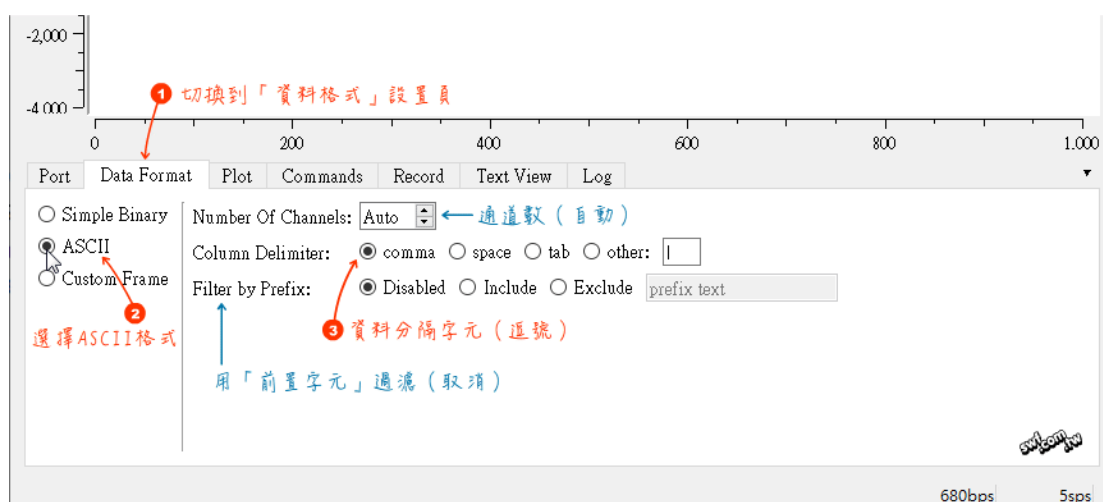 -2,000
-4 000
1 切換到「資料格式」設置頁
0 200 400 600 800 1.000
Port Data Format Plot Commands Record Text View Log
Simple Binary
ASCII
Custom Frame
2
選擇ASCII格式
Number Of Channels: Auto 通道數(自動)
Column Delimiter: comma space tab other: |
Filter by Prefix: Disabled Include Exclude prefix text
3 資料分隔字元(逗號)
用「前置字元」過濾(取消)
swf.com.tw
680bps 5sps